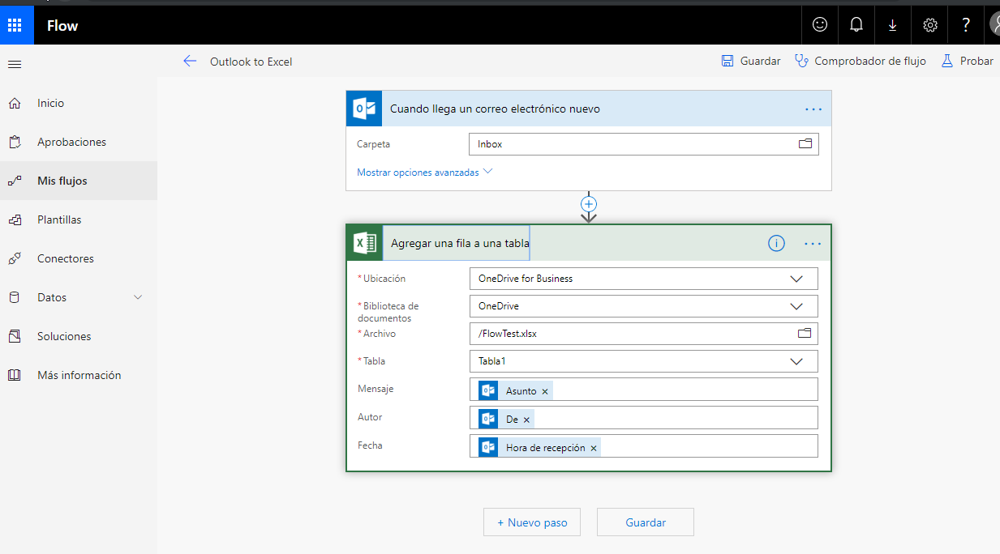 Flow
?
Outlook to Excel
Guardar
Comprobador de flujo
Probar
Inicio
Aprobaciones
Mis flujos
Plantillas
Conectores
Datos
Soluciones
Más información
Cuando llega un correo electrónico nuevo
Carpeta
Inbox
Mostrar opciones avanzadas
Agregar una fila a una tabla
* Ubicación
OneDrive for Business
* Biblioteca de
documentos
OneDrive
* Archivo
/FlowTest.xlsx
* Tabla
Tabla1
Mensaje
Asunto ×
Autor
De ×
Fecha
Hora de recepción ×
+ Nuevo paso
Guardar